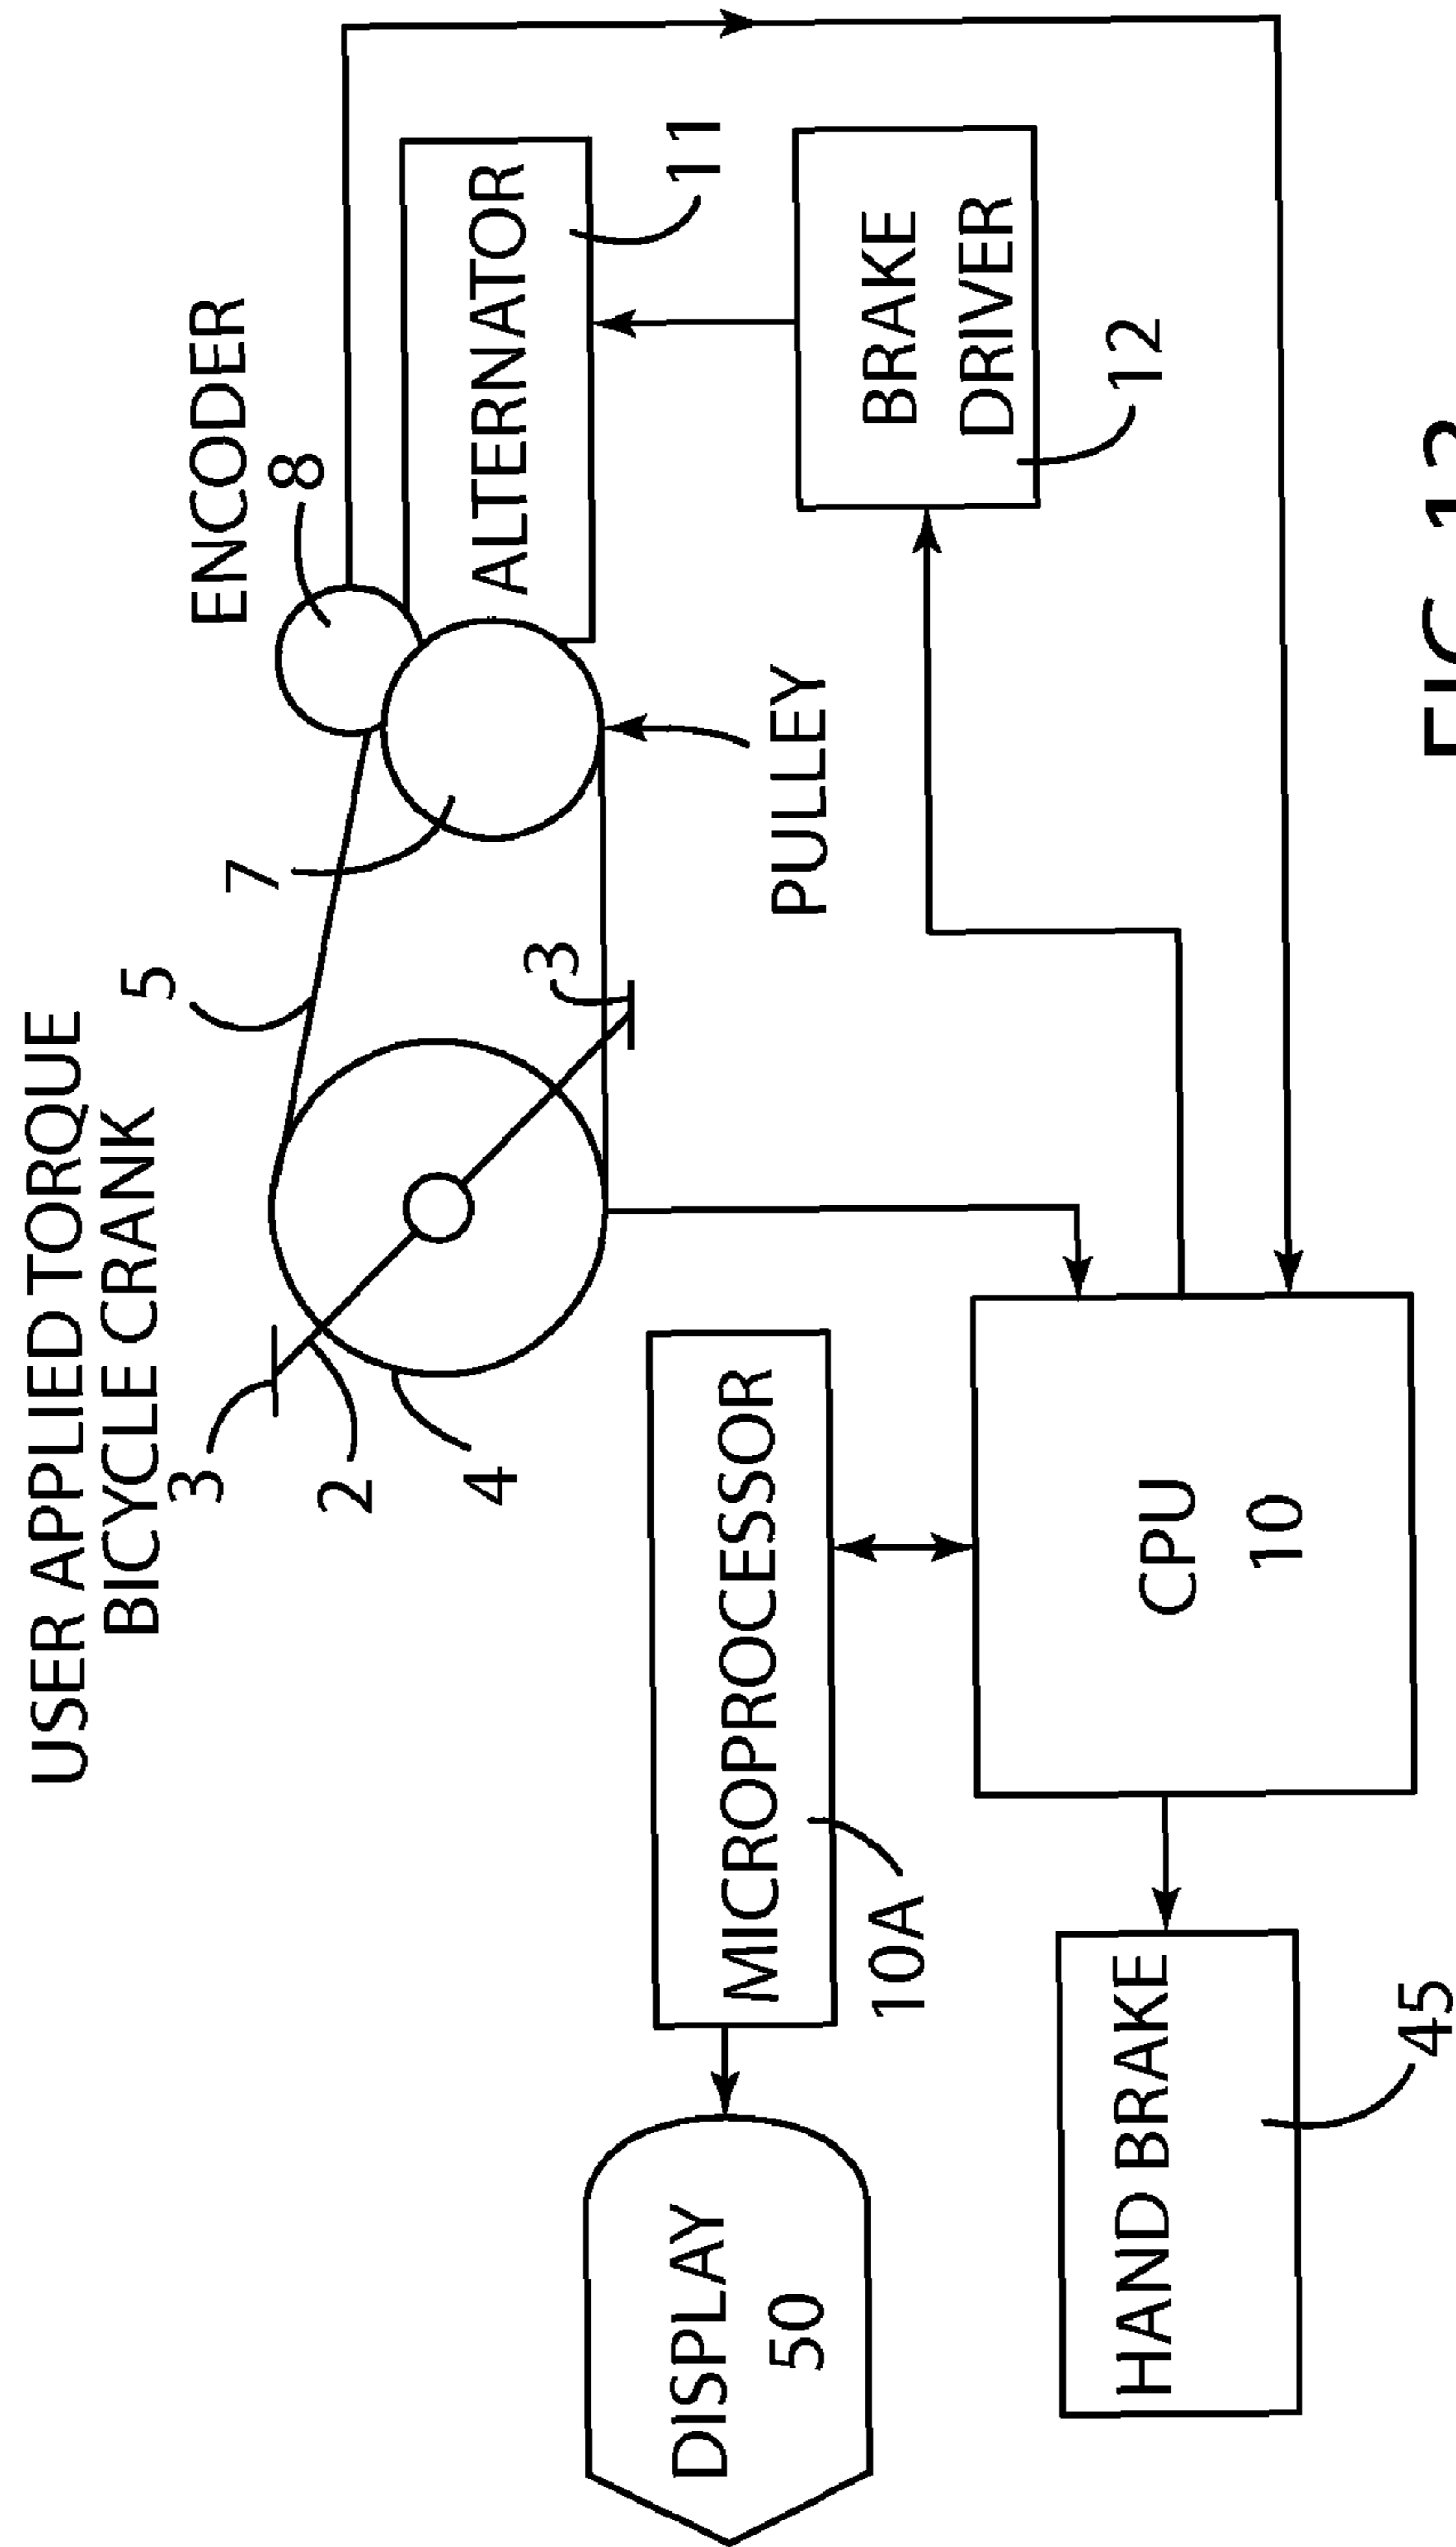 USER APPLIED TORQUE
BICYCLE CRANK
3
5
ENCODER
7
8
2
4
3
ALTERNATOR
11
PULLEY
BRAKE
DRIVER
12
DISPLAY
50
MICROPROCESSOR
10A
HAND BRAKE
45
CPU
10
FIG.